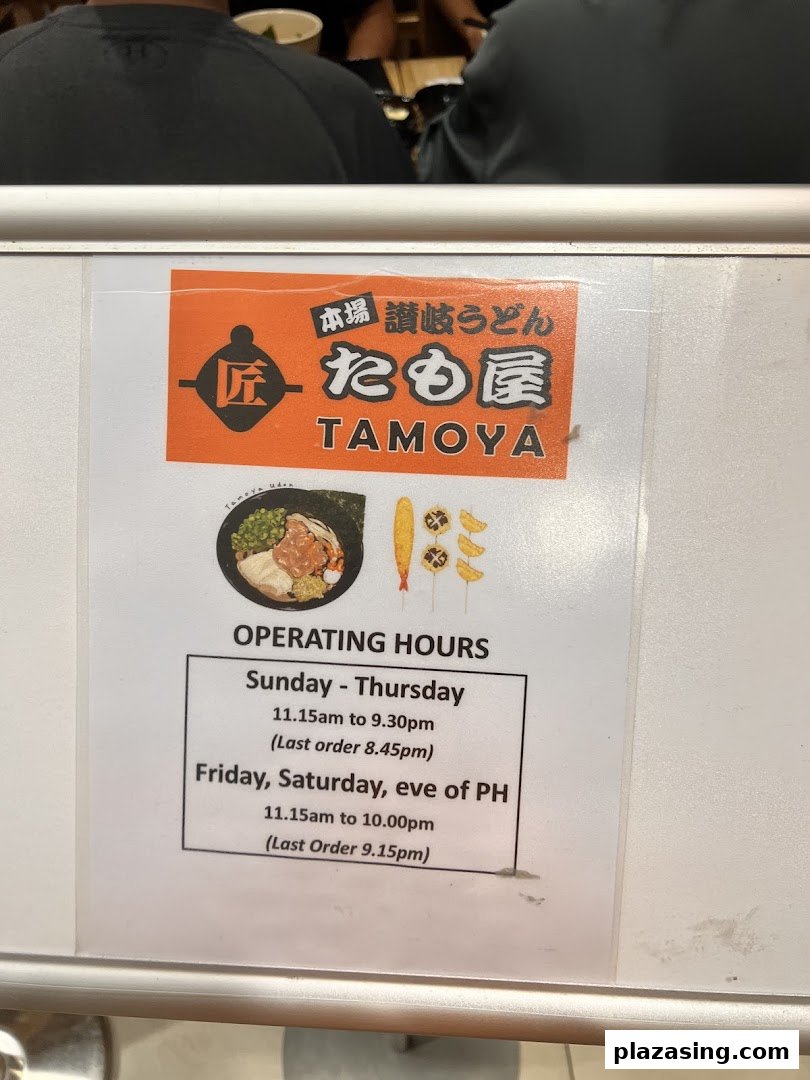 本場 讃岐うどん
匠
たも屋
TAMOYA
Tamoya Udon
OPERATING HOURS
Sunday - Thursday
11.15am to 9.30pm
(Last order 8.45pm)
Friday, Saturday, eve of PH
11.15am to 10.00pm
(Last Order 9.15pm)
plazasing.com